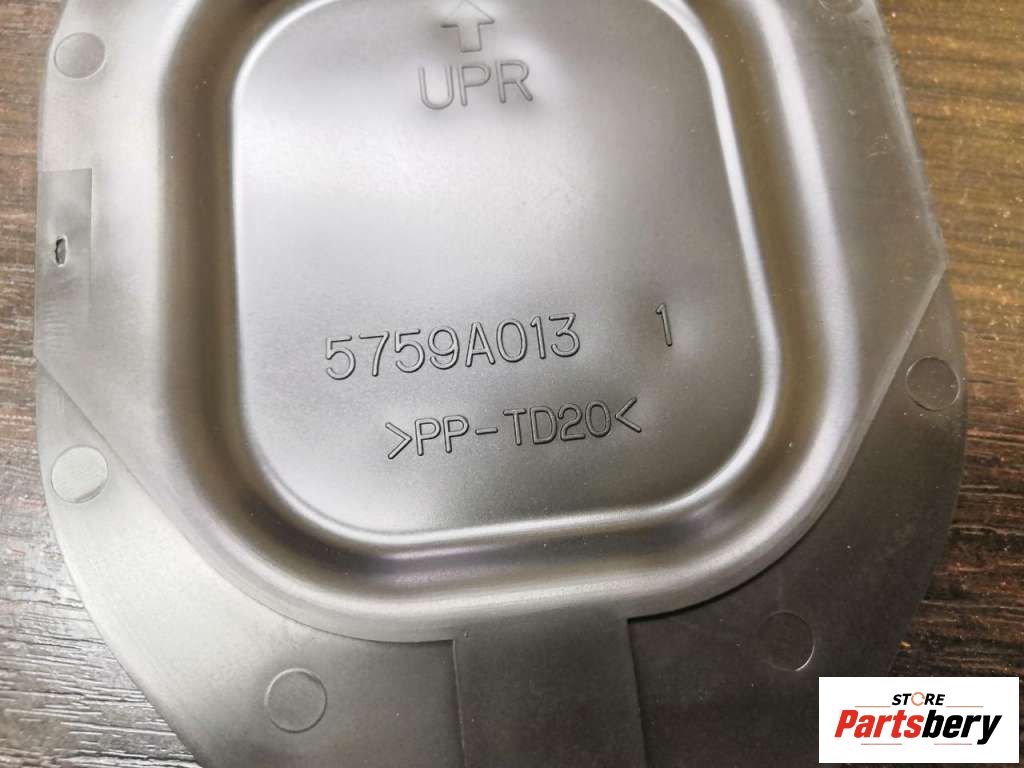 UPR
5759A013 1
>PP-TD20<
STORE
Partsbery